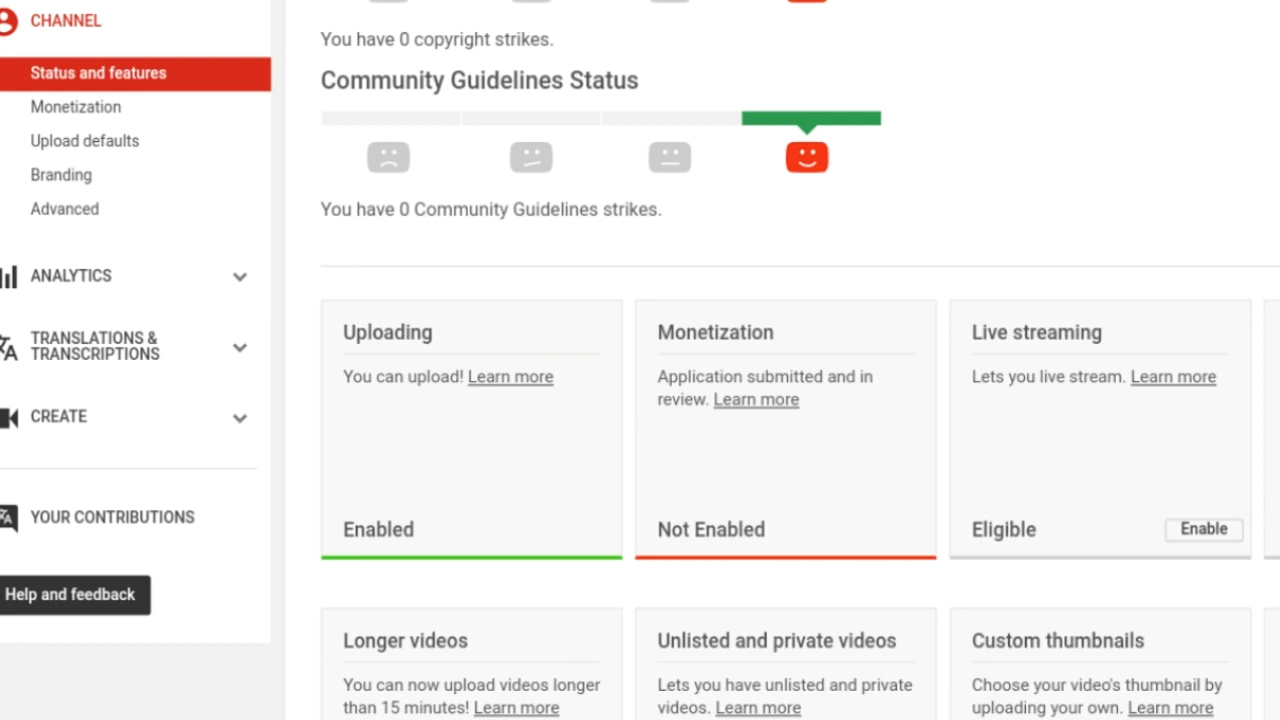 CHANNEL
Status and features
Monetization
Upload defaults
Branding
Advanced
ANALYTICS
TRANSLATIONS &
TRANSCRIPTIONS
CREATE
YOUR CONTRIBUTIONS
Help and feedback
You have 0 copyright strikes.
Community Guidelines Status
You have 0 Community Guidelines strikes.
Uploading
You can upload! Learn more
Enabled
Monetization
Application submitted and in
review. Learn more
Not Enabled
Live streaming
Lets you live stream. Learn more
Eligible
Enable
Longer videos
You can now upload videos longer
than 15 minutes! Learn more
Unlisted and private videos
Lets you have unlisted and private
videos. Learn more
Custom thumbnails
Choose your video's thumbnail by
uploading your own. Learn more